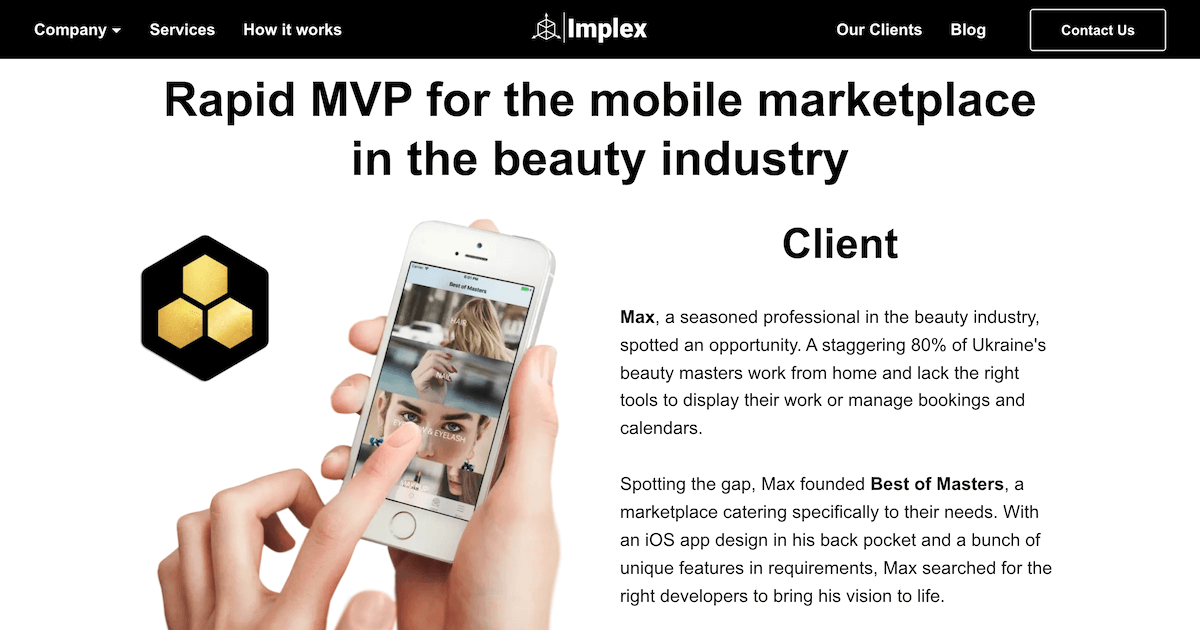 Company
Services
How it works
Implex
Our Clients
Blog
Contact Us
Rapid MVP for the mobile marketplace
in the beauty industry
Client
Max, a seasoned professional in the beauty industry,
spotted an opportunity. A staggering 80% of Ukraine's
beauty masters work from home and lack the right
tools to display their work or manage bookings and
calendars.
Spotting the gap, Max founded Best of Masters, a
marketplace catering specifically to their needs. With
an iOS app design in his back pocket and a bunch of
unique features in requirements, Max searched for the
right developers to bring his vision to life.
Best of Masters
HAIR
& EYELASH